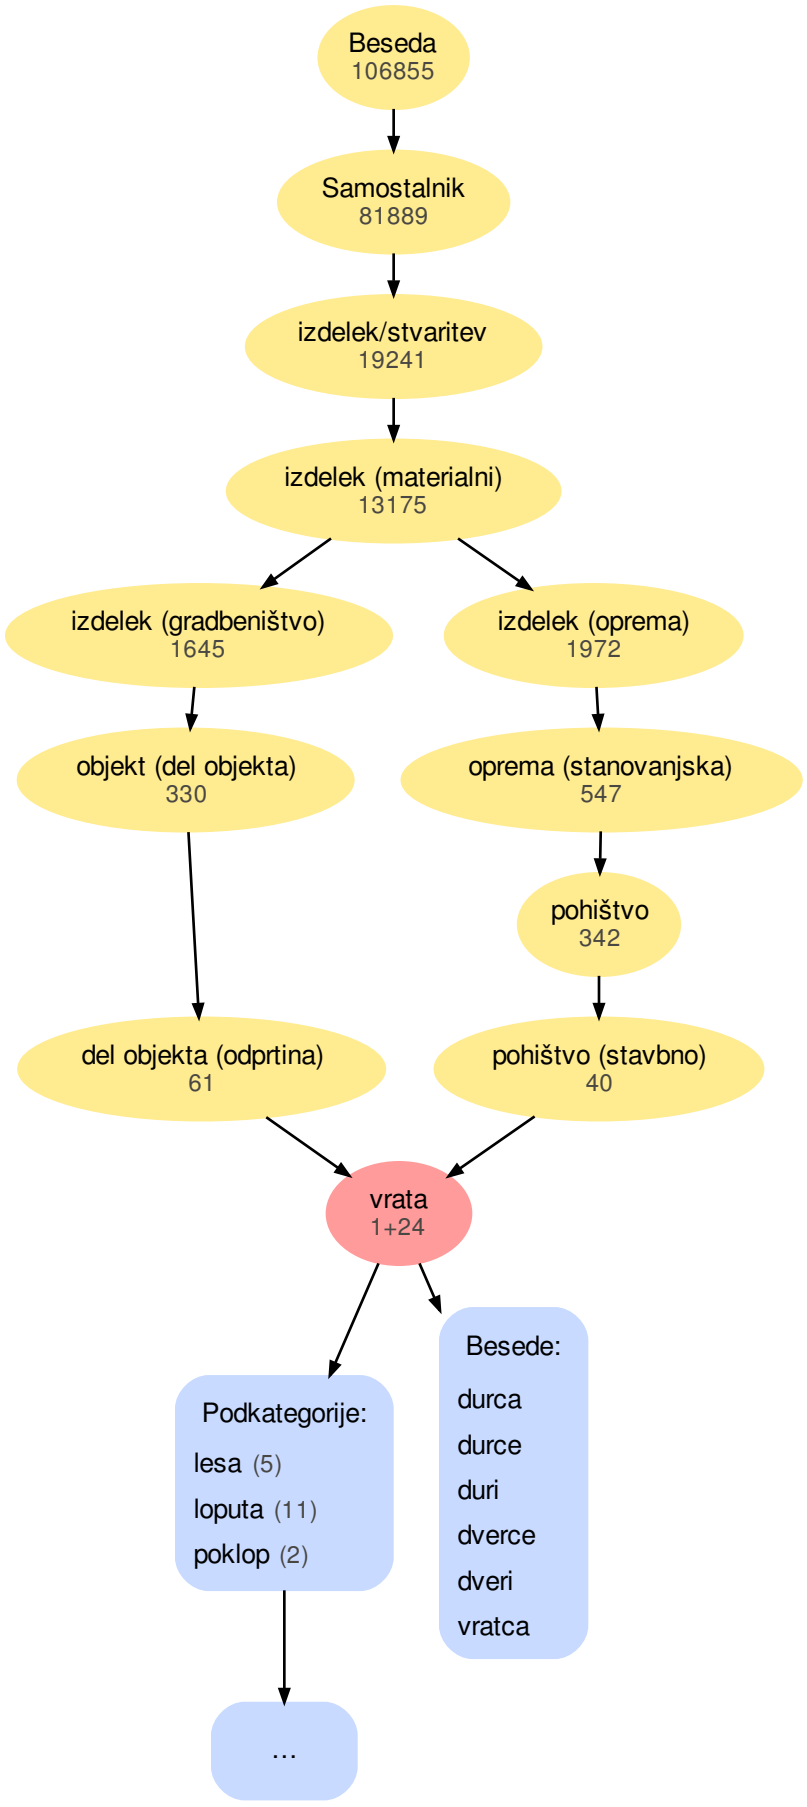 Beseda
106855
Samostalnik
81889
izdelek/stvaritev
19241
izdelek (materialni)
13175
izdelek (gradbeništvo)
1645
izdelek (oprema)
1972
objekt (del objekta)
330
oprema (stanovanjska)
547
pohištvo
342
del objekta (odprtina)
61
pohištvo (stavbno)
40
vrata
1+24
Podkategorije:
lesa (5)
loputa (11)
poklop (2)
Besede:
durca
durce
duri
dverce
dveri
vratca
...